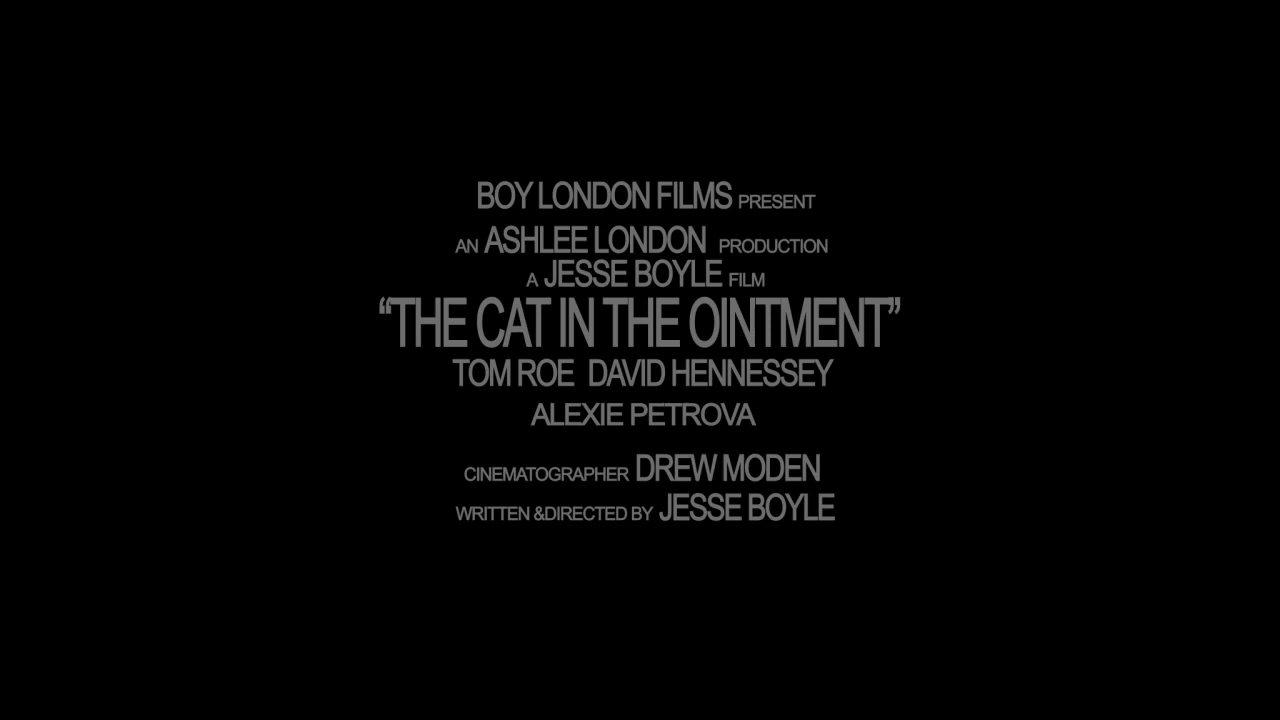 BOY LONDON FILMS PRESENT
AN ASHLEE LONDON PRODUCTION
A JESSE BOYLE FILM
“THE CAT IN THE OINTMENT”
TOM ROE DAVID HENNESSEY
ALEXIE PETROVA
CINEMATOGRAPHER DREW MODEN
WRITTEN &DIRECTED BY JESSE BOYLE